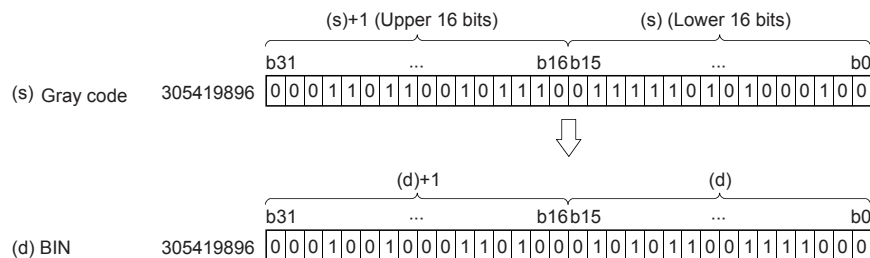 (s)+1 (Upper 16 bits) (s) (Lower 16 bits)
b31 ... b16 b15 ... b0
(s) Gray code 305419896 0 0 0 1 1 0 1 1 0 0 1 0 1 1 1 0 0 1 1 1 1 1 0 1 0 1 0 0 0 1 0 0
(d)+1 (d)
b31 ... b16 b15 ... b0
(d) BIN 305419896 0 0 0 1 0 0 1 0 0 0 1 1 0 1 0 0 0 1 0 1 0 1 1 0 0 1 1 1 1 0 0 0